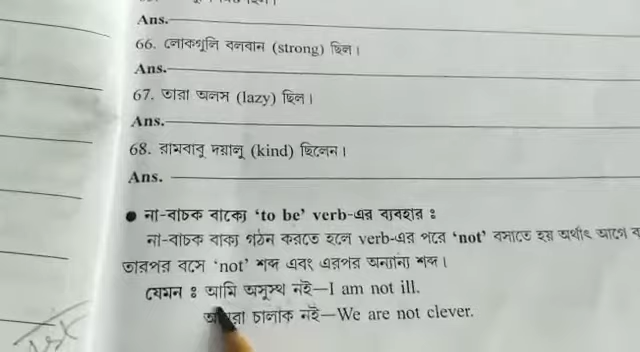 Ans.
66. লোকগুলি বলবান (strong) ছিল।
Ans.
67. তারা অলস (lazy) ছিল।
Ans.
68. রামবাবু দয়ালু (kind) ছিলেন।
Ans.
● না-বাচক বাক্যে ‘to be’ verb-এর ব্যবহার :
না-বাচক বাক্য গঠন করতে হলে verb-এর পরে ‘not’ বসাতে হয় অর্থাৎ আগে
তারপর বসে ‘not’ শব্দ এবং এরপর অন্যান্য শব্দ।
যেমন : আমি অসুস্থ নই—I am not ill.
চালাক নই—We are not clever.